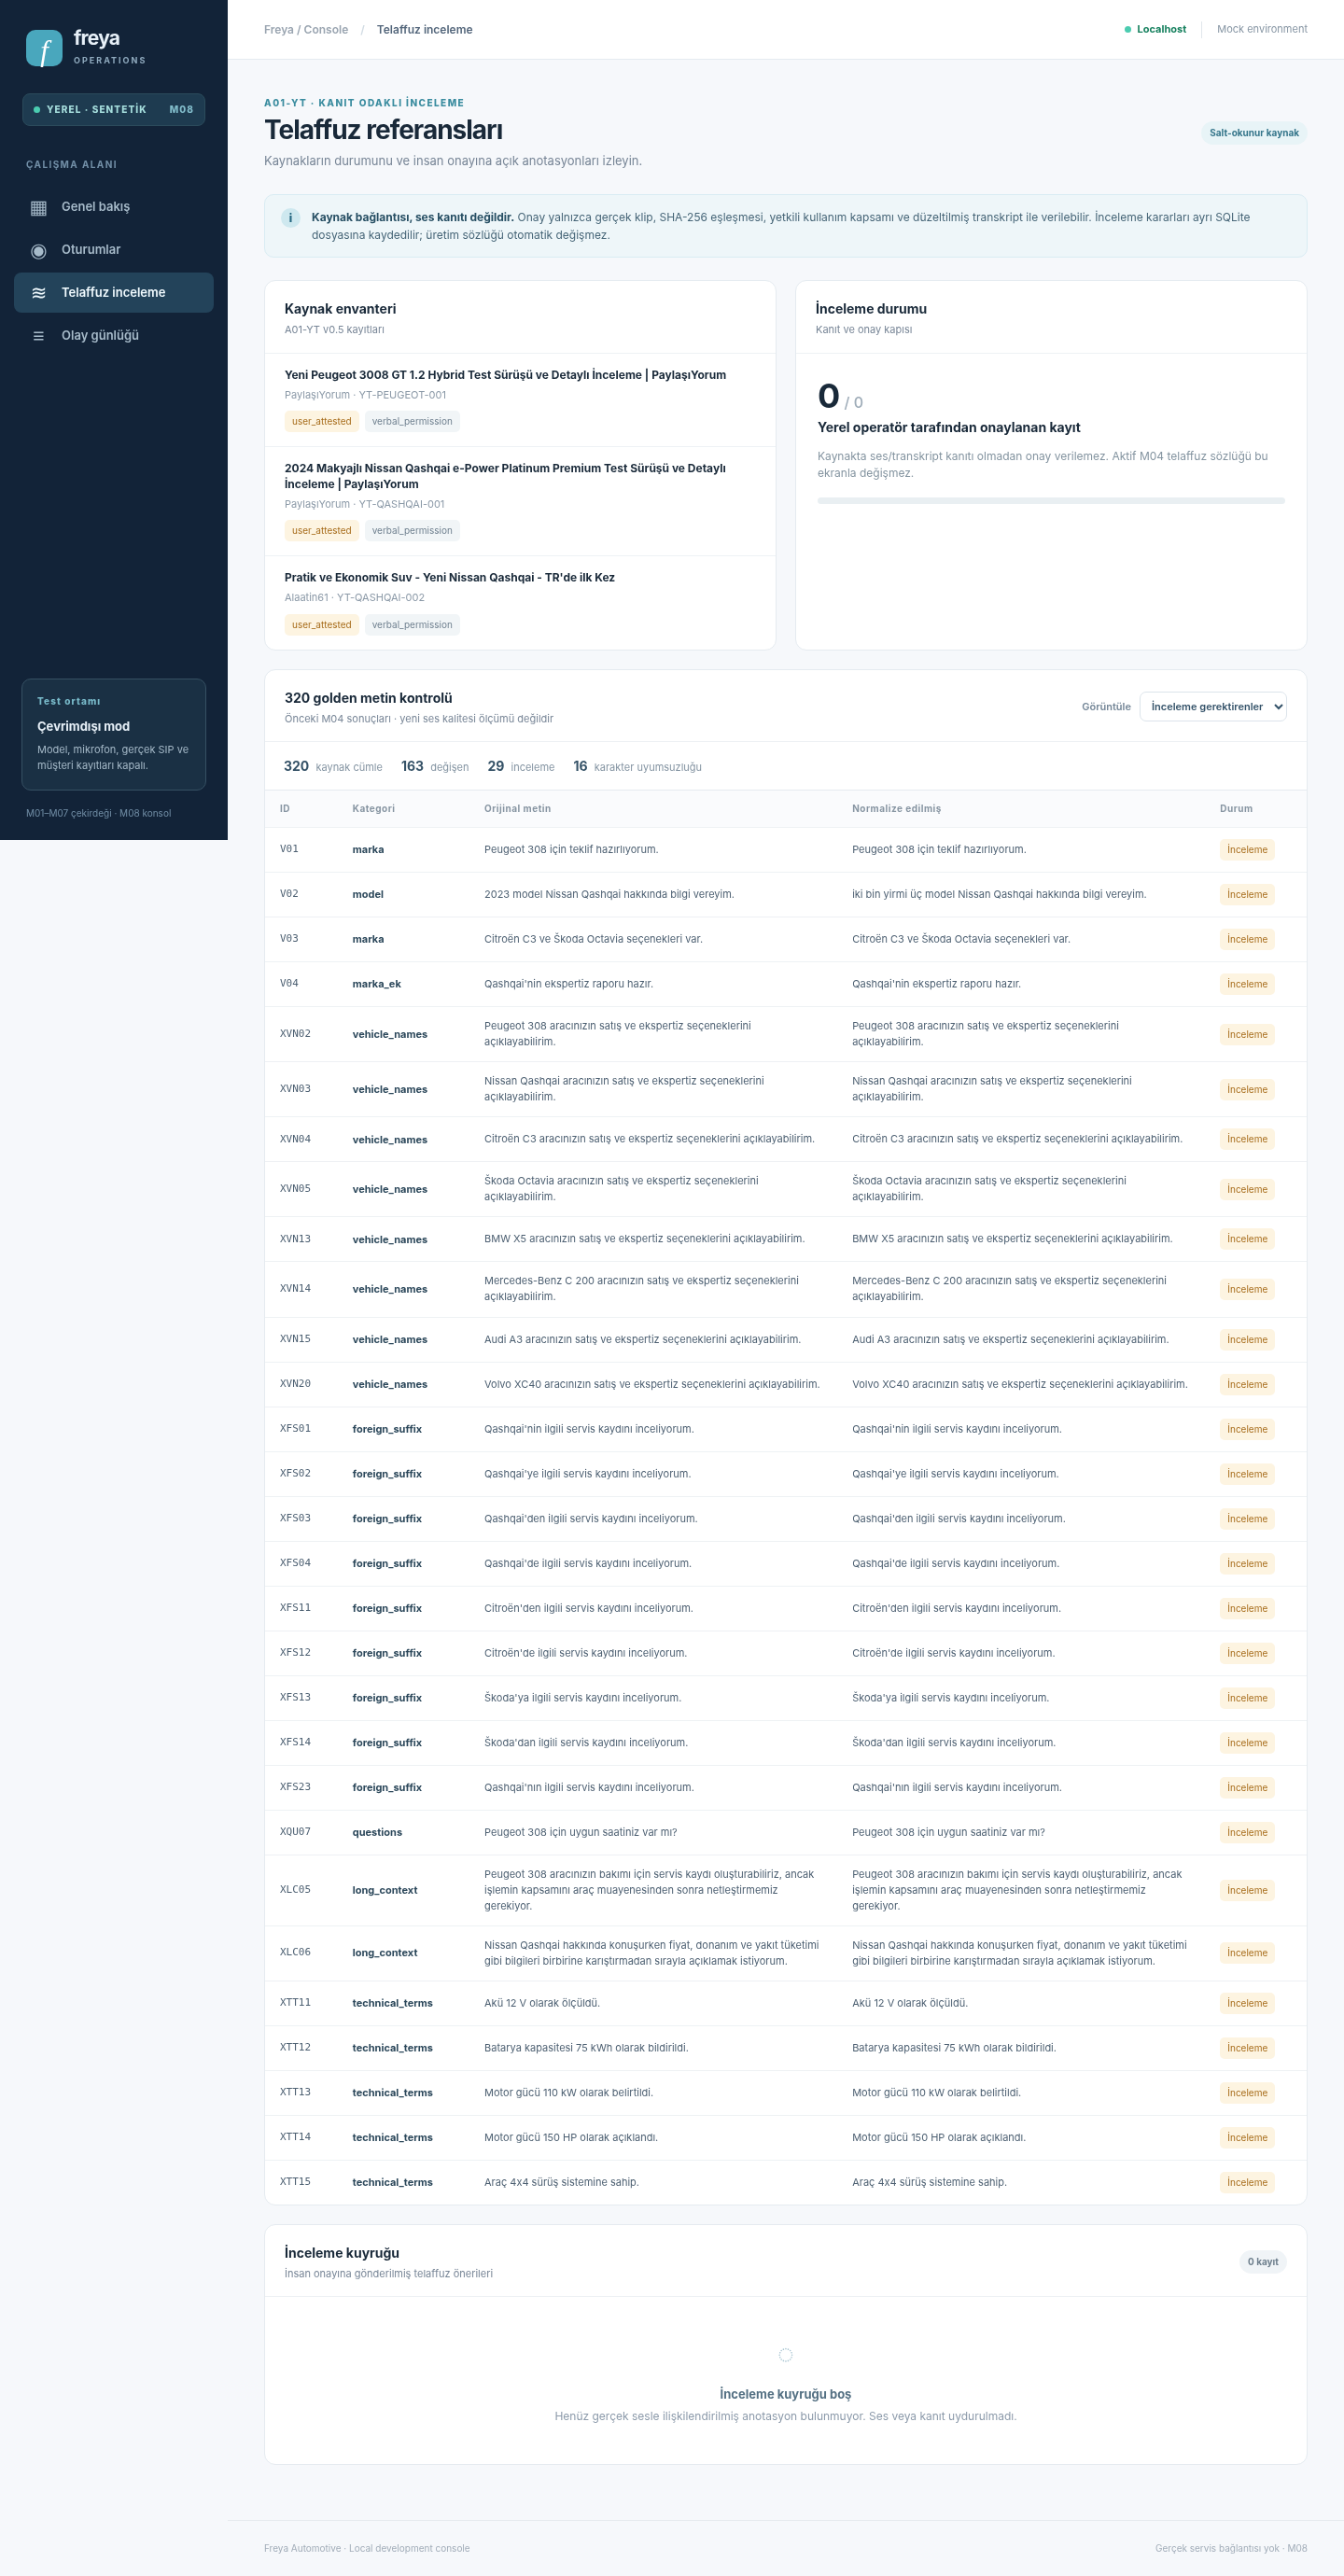 freya
OPERATIONS
YEREL · SENTETİK M08
ÇALIŞMA ALANI
Genel bakış
Oturumlar
Telaffuz inceleme
Olay günlüğü
Test ortamı
Çevrimdışı mod
Model, mikrofon, gerçek SIP ve
müşteri kayıtları kapalı.
M01–M07 çekirdeği · M08 konsol
Freya / Console / Telaffuz inceleme
Localhost
Mock environment
A01-YT · KANIT ODAKLI İNCELEME
Telaffuz referansları
Kaynakların durumunu ve insan onayına açık anotasyonları izleyin.
Salt-okunur kaynak
Kaynak bağlantısı, ses kanıtı değildir. Onay yalnızca gerçek klip, SHA-256 eşleşmesi, yetkili kullanım kapsamı ve düzeltilmiş transkript ile verilebilir. İnceleme kararları ayrı SQLite
dosyasına kaydedilir; üretim sözlüğü otomatik değişmez.
Kaynak envanteri
A01-YT v0.5 kayıtları
Yeni Peugeot 3008 GT 1.2 Hybrid Test Sürüşü ve Detaylı İnceleme | PaylaşıYorum
PaylaşıYorum · YT-PEUGEOT-001
user_attested verbal_permission
2024 Makyajlı Nissan Qashqai e-Power Platinum Premium Test Sürüşü ve Detaylı
İnceleme | PaylaşıYorum
PaylaşıYorum · YT-QASHQAI-001
user_attested verbal_permission
Pratik ve Ekonomik Suv - Yeni Nissan Qashqai - TR'de ilk Kez
Alaatin61 · YT-QASHQAI-002
user_attested verbal_permission
İnceleme durumu
Kanıt ve onay kapısı
0 / 0
Yerel operatör tarafından onaylanan kayıt
Kaynakta ses/transkript kanıtı olmadan onay verilemez. Aktif M04 telaffuz sözlüğü bu
ekranla değişmez.
320 golden metin kontrolü
Önceki M04 sonuçları · yeni ses kalitesi ölçümü değildir
Görüntüle İnceleme gerektirenler
320 kaynak cümle 163 değişen 29 inceleme 16 karakter uyumsuzluğu
ID Kategori Orijinal metin Normalize edilmiş Durum
V01 marka Peugeot 308 için teklif hazırlıyorum. Peugeot 308 için teklif hazırlıyorum. İnceleme
V02 model 2023 model Nissan Qashqai hakkında bilgi vereyim. iki bin yirmi üç model Nissan Qashqai hakkında bilgi vereyim. İnceleme
V03 marka Citroën C3 ve Škoda Octavia seçenekleri var. Citroën C3 ve Škoda Octavia seçenekleri var. İnceleme
V04 marka_ek Qashqai'nin ekspertiz raporu hazır. Qashqai'nin ekspertiz raporu hazır. İnceleme
XVN02 vehicle_names Peugeot 308 aracınızın satış ve ekspertiz seçeneklerini açıklayabilirim. Peugeot 308 aracınızın satış ve ekspertiz seçeneklerini açıklayabilirim. İnceleme
XVN03 vehicle_names Nissan Qashqai aracınızın satış ve ekspertiz seçeneklerini açıklayabilirim. Nissan Qashqai aracınızın satış ve ekspertiz seçeneklerini açıklayabilirim. İnceleme
XVN04 vehicle_names Citroën C3 aracınızın satış ve ekspertiz seçeneklerini açıklayabilirim. Citroën C3 aracınızın satış ve ekspertiz seçeneklerini açıklayabilirim. İnceleme
XVN05 vehicle_names Škoda Octavia aracınızın satış ve ekspertiz seçeneklerini açıklayabilirim. Škoda Octavia aracınızın satış ve ekspertiz seçeneklerini açıklayabilirim. İnceleme
XVN13 vehicle_names BMW X5 aracınızın satış ve ekspertiz seçeneklerini açıklayabilirim. BMW X5 aracınızın satış ve ekspertiz seçeneklerini açıklayabilirim. İnceleme
XVN14 vehicle_names Mercedes-Benz C 200 aracınızın satış ve ekspertiz seçeneklerini açıklayabilirim. Mercedes-Benz C 200 aracınızın satış ve ekspertiz seçeneklerini açıklayabilirim. İnceleme
XVN15 vehicle_names Audi A3 aracınızın satış ve ekspertiz seçeneklerini açıklayabilirim. Audi A3 aracınızın satış ve ekspertiz seçeneklerini açıklayabilirim. İnceleme
XVN20 vehicle_names Volvo XC40 aracınızın satış ve ekspertiz seçeneklerini açıklayabilirim. Volvo XC40 aracınızın satış ve ekspertiz seçeneklerini açıklayabilirim. İnceleme
XFS01 foreign_suffix Qashqai'nin ilgili servis kaydını inceliyorum. Qashqai'nin ilgili servis kaydını inceliyorum. İnceleme
XFS02 foreign_suffix Qashqai'ye ilgili servis kaydını inceliyorum. Qashqai'ye ilgili servis kaydını inceliyorum. İnceleme
XFS03 foreign_suffix Qashqai'den ilgili servis kaydını inceliyorum. Qashqai'den ilgili servis kaydını inceliyorum. İnceleme
XFS04 foreign_suffix Qashqai'de ilgili servis kaydını inceliyorum. Qashqai'de ilgili servis kaydını inceliyorum. İnceleme
XFS11 foreign_suffix Citroën'den ilgili servis kaydını inceliyorum. Citroën'den ilgili servis kaydını inceliyorum. İnceleme
XFS12 foreign_suffix Citroën'de ilgili servis kaydını inceliyorum. Citroën'de ilgili servis kaydını inceliyorum. İnceleme
XFS13 foreign_suffix Škoda'ya ilgili servis kaydını inceliyorum. Škoda'ya ilgili servis kaydını inceliyorum. İnceleme
XFS14 foreign_suffix Škoda'dan ilgili servis kaydını inceliyorum. Škoda'dan ilgili servis kaydını inceliyorum. İnceleme
XFS23 foreign_suffix Qashqai'nın ilgili servis kaydını inceliyorum. Qashqai'nın ilgili servis kaydını inceliyorum. İnceleme
XQU07 questions Peugeot 308 için uygun saatiniz var mı? Peugeot 308 için uygun saatiniz var mı? İnceleme
XLC05 long_context Peugeot 308 aracınızın bakımı için servis kaydı oluşturabiliriz, ancak işlemin kapsamını araç muayenesinden sonra netleştirmemiz gerekiyor. Peugeot 308 aracınızın bakımı için servis kaydı oluşturabiliriz, ancak işlemin kapsamını araç muayenesinden sonra netleştirmemiz gerekiyor. İnceleme
XLC06 long_context Nissan Qashqai hakkında konuşurken fiyat, donanım ve yakıt tüketimi gibi bilgileri birbirine karıştırmadan sırayla açıklamak istiyorum. Nissan Qashqai hakkında konuşurken fiyat, donanım ve yakıt tüketimi gibi bilgileri birbirine karıştırmadan sırayla açıklamak istiyorum. İnceleme
XTT11 technical_terms Akü 12 V olarak ölçüldü. Akü 12 V olarak ölçüldü. İnceleme
XTT12 technical_terms Batarya kapasitesi 75 kWh olarak bildirildi. Batarya kapasitesi 75 kWh olarak bildirildi. İnceleme
XTT13 technical_terms Motor gücü 110 kW olarak belirtildi. Motor gücü 110 kW olarak belirtildi. İnceleme
XTT14 technical_terms Motor gücü 150 HP olarak açıklandı. Motor gücü 150 HP olarak açıklandı. İnceleme
XTT15 technical_terms Araç 4x4 sürüş sistemine sahip. Araç 4x4 sürüş sistemine sahip. İnceleme
İnceleme kuyruğu
İnsan onayına gönderilmiş telaffuz önerileri
0 kayıt
İnceleme kuyruğu boş
Henüz gerçek sesle ilişkilendirilmiş anotasyon bulunmuyor. Ses veya kanıt uydurulmadı.
Freya Automotive · Local development console
Gerçek servis bağlantısı yok · M08